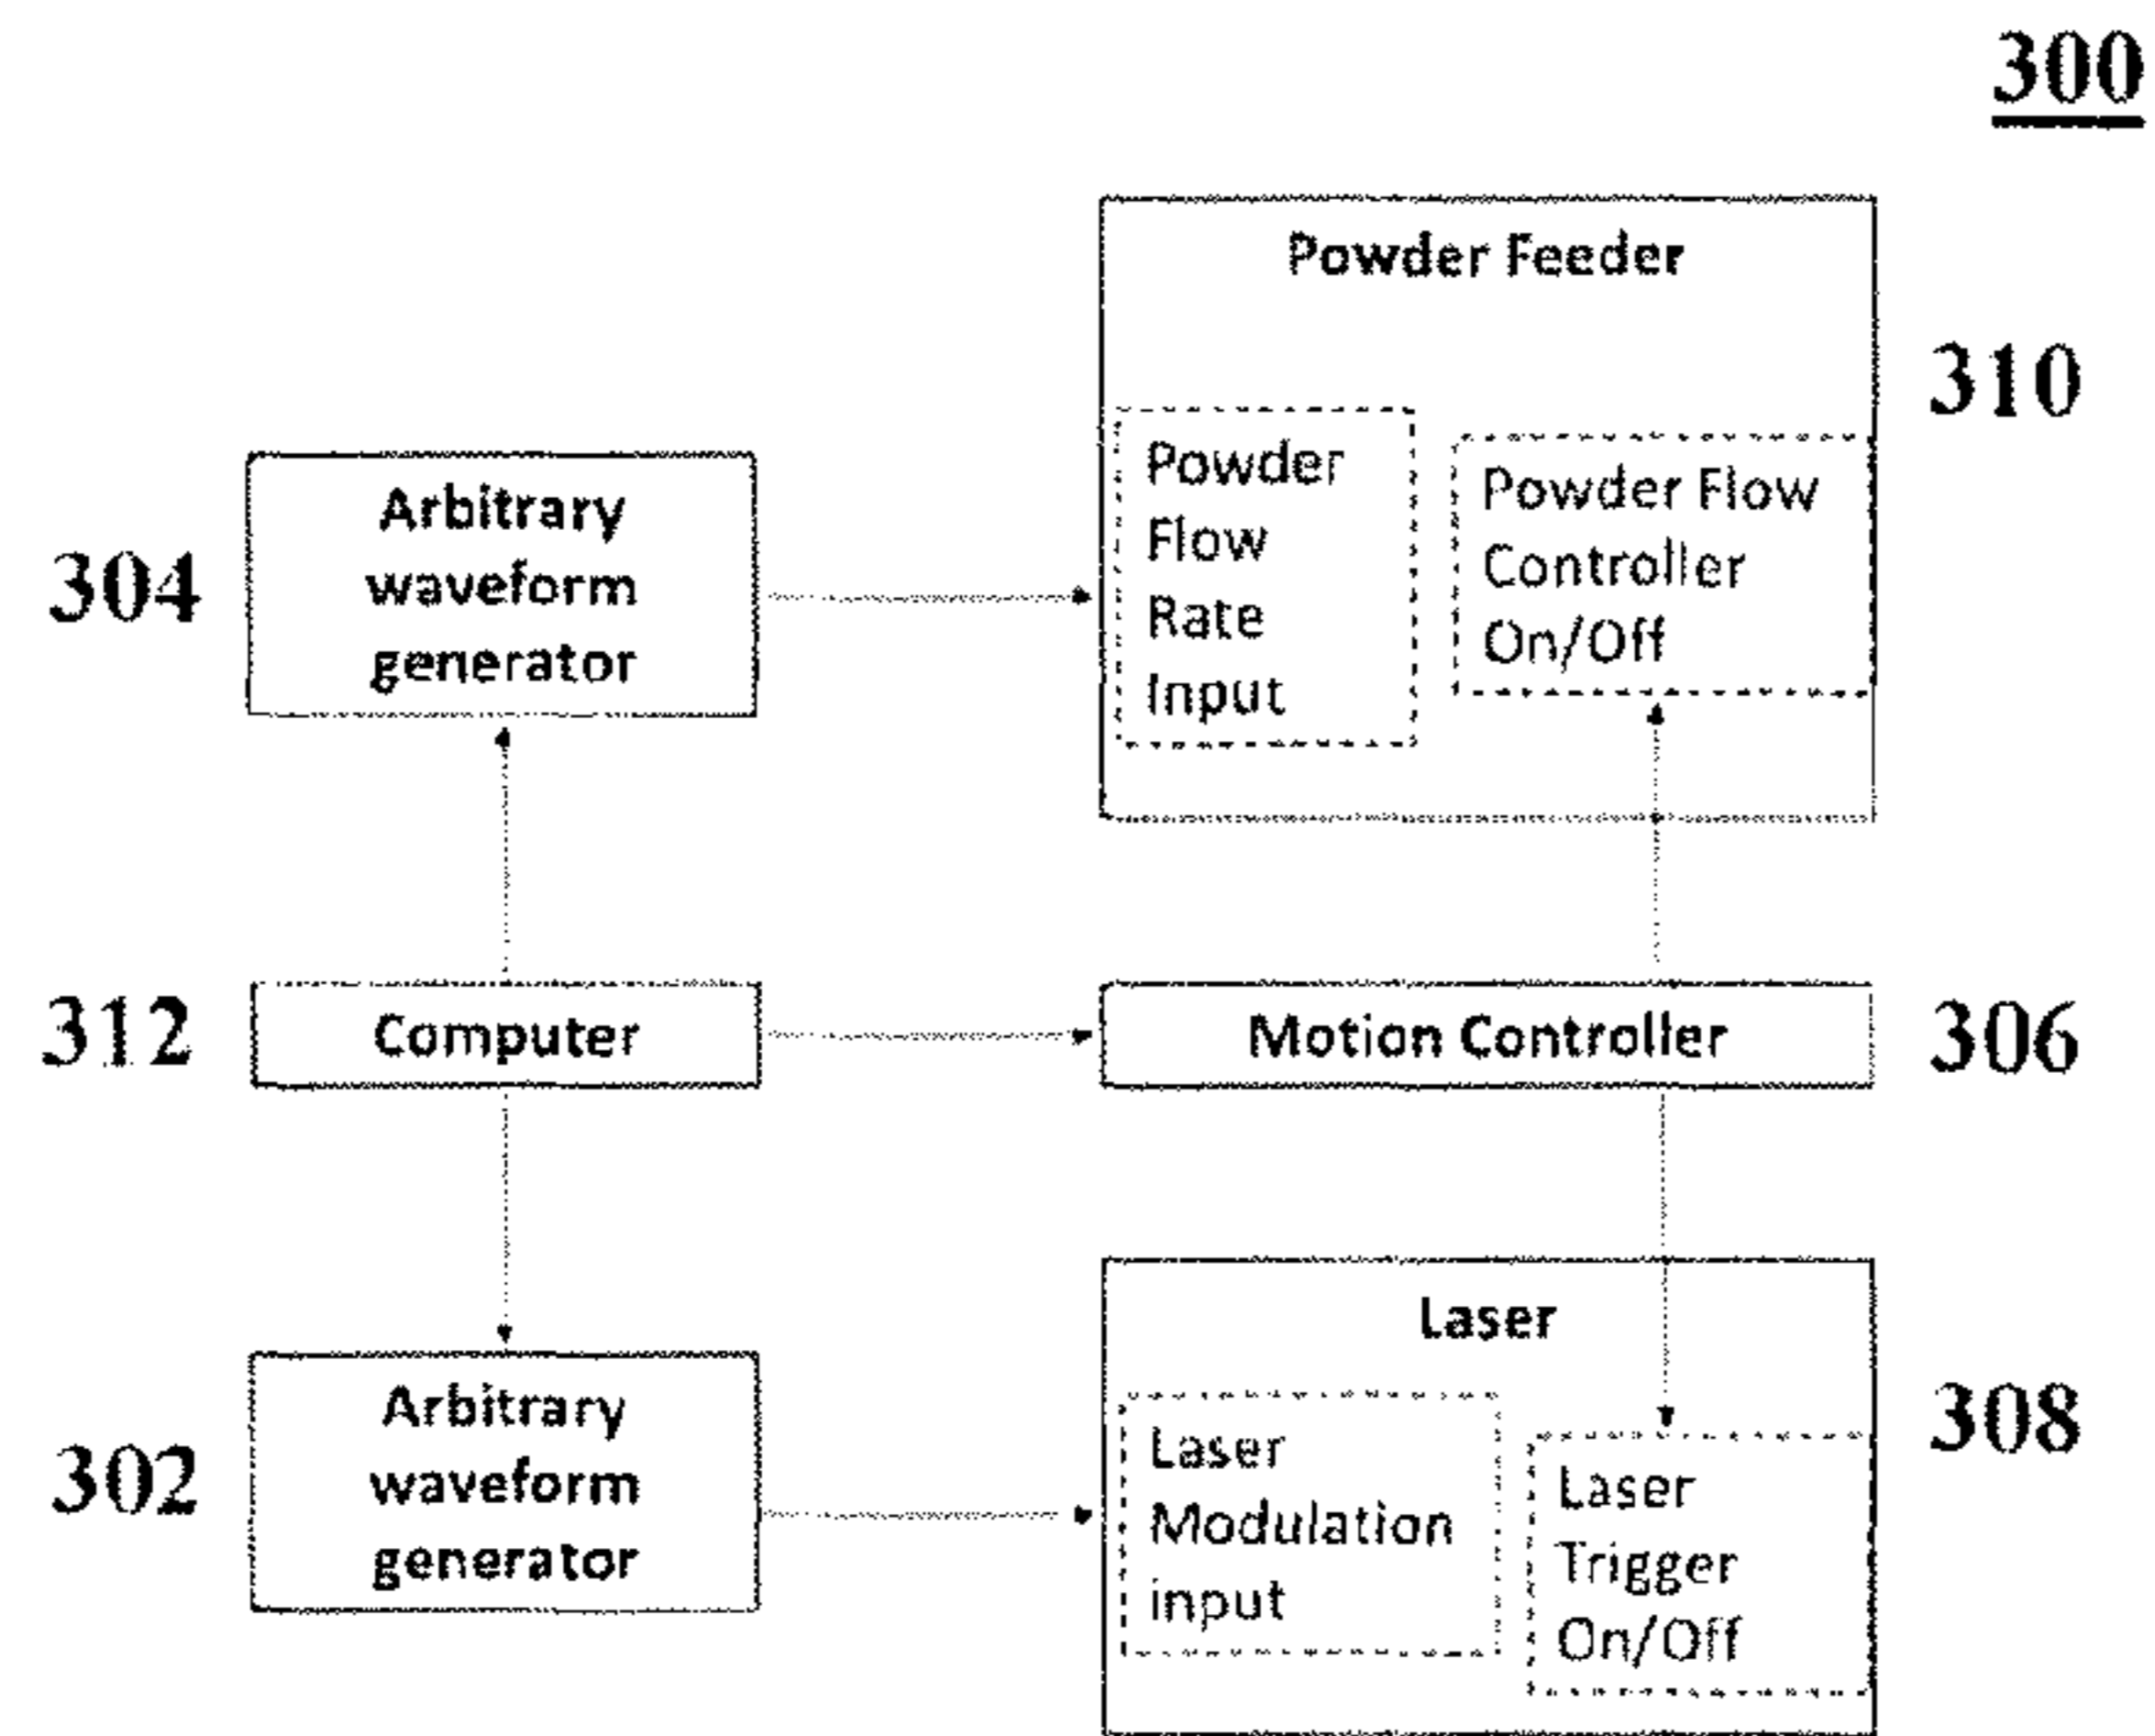 300
Powder Feeder
310
Powder
Flow
Rate
Input
Powder Flow
Controller
On/Off
304
Arbitrary
waveform
generator
312
Computer
Motion Controller
306
302
Arbitrary
waveform
generator
Laser
308
Laser
Modulation
input
Laser
Trigger
On/Off